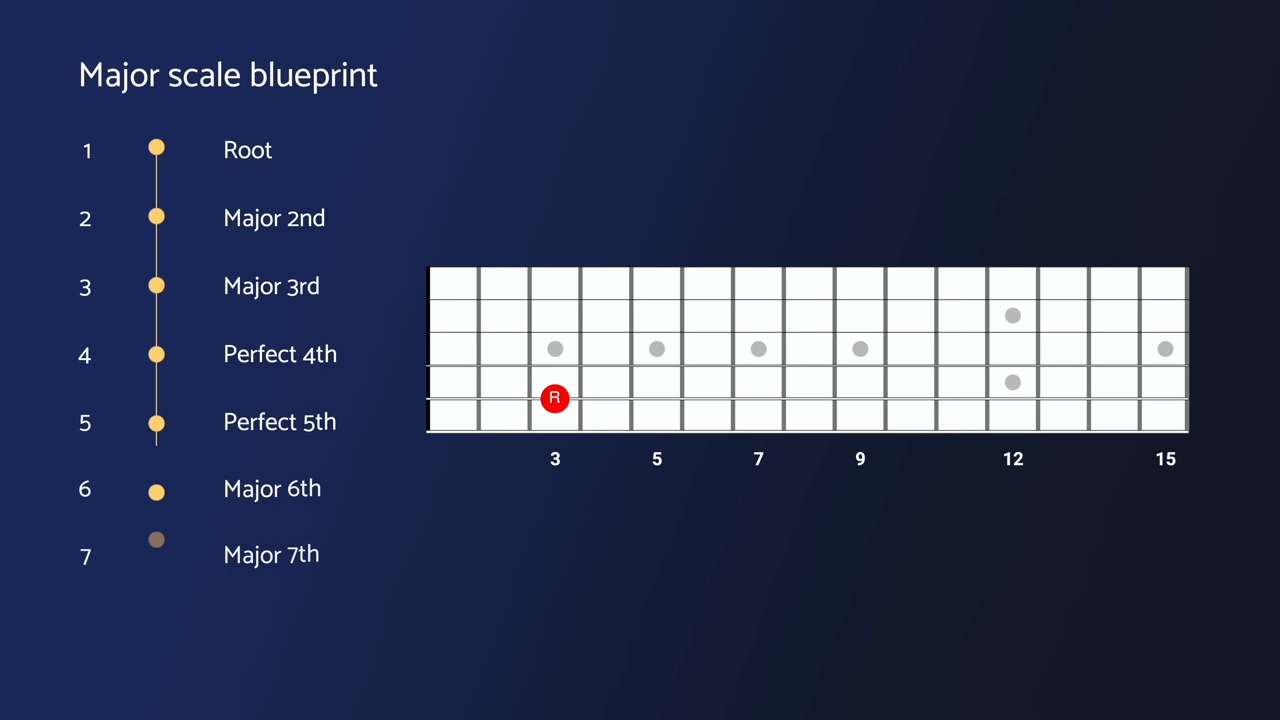 Major scale blueprint
1 Root
2 Major 2nd
3 Major 3rd
4 Perfect 4th
5 Perfect 5th
6 Major 6th
7 Major 7th
R
3 5 7 9 12 15